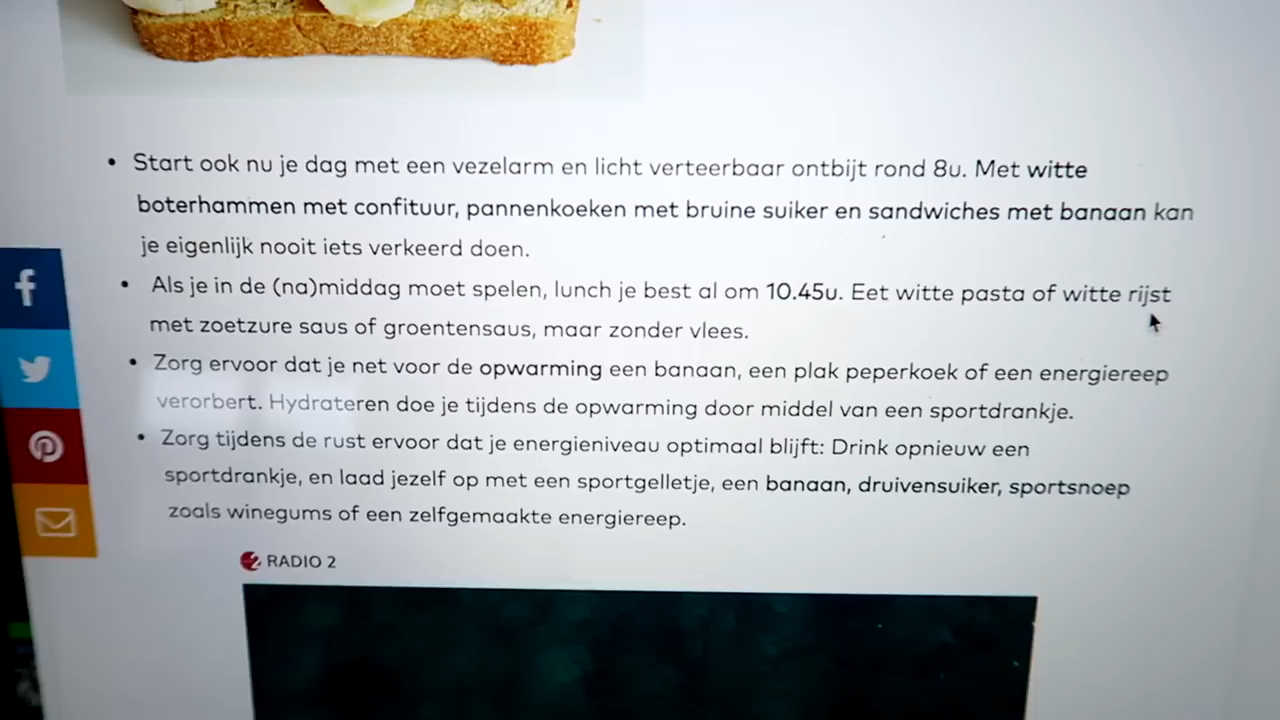 • Start ook nu je dag met een vezelarm en licht verteerbaar ontbijt rond 8u. Met witte
boterhammen met confituur, pannenkoeken met bruine suiker en sandwiches met banaan kan
je eigenlijk nooit iets verkeerd doen.
• Als je in de (na)middag moet spelen, lunch je best al om 10.45u. Eet witte pasta of witte rijst
met zoetzure saus of groentensaus, maar zonder vlees.
• Zorg ervoor dat je net voor de opwarming een banaan, een plak peperkoek of een energiereep
verorbert. Hydrateren doe je tijdens de opwarming door middel van een sportdrankje.
• Zorg tijdens de rust ervoor dat je energieniveau optimaal blijft: Drink opnieuw een
sportdrankje, en laad jezelf op met een sportgelletje, een banaan, druivensuiker, sportsnoep
zoals winegums of een zelfgemaakte energiereep.
2 RADIO 2